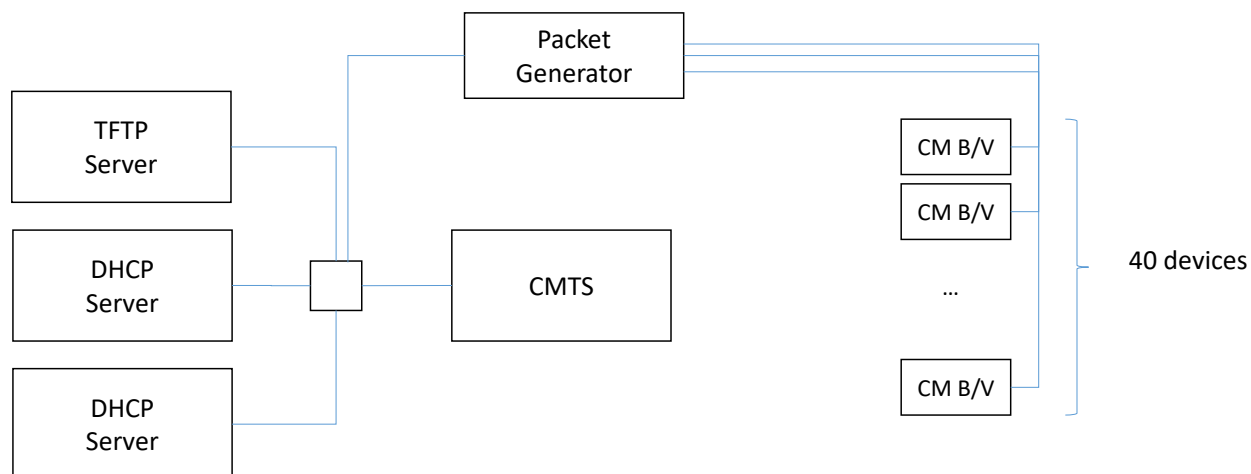 Packet
Generator
TFTP
Server
CM B/V
CM B/V
DHCP
Server
CMTS
40 devices
...
DHCP
Server
CM B/V